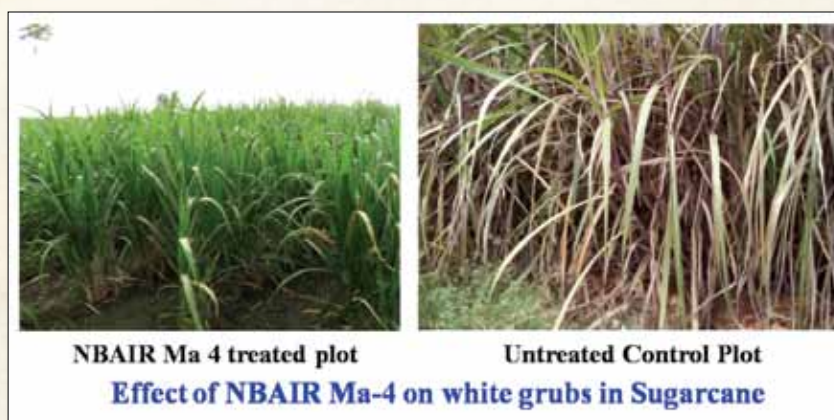 NBAIR Ma 4 treated plot
Untreated Control Plot
Effect of NBAIR Ma-4 on white grubs in Sugarcane